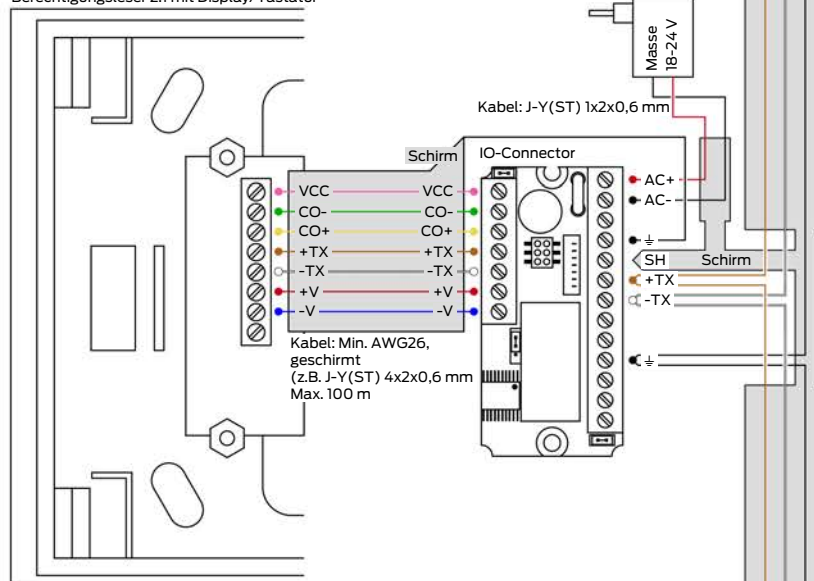 Berechtigungsleser 2n mit Display/Tastatur
Masse
18-24 V
Kabel: J-Y(ST) 1x2x0,6 mm
Schirm
IO-Connector
VCC VCC
CO- CO-
CO+ CO+
+TX +TX
-TX -TX
+V +V
-V -V
AC+
AC-
SH
Schirm
+TX
-TX
Kabel: Min. AWG26,
geschirmt
(z.B. J-Y(ST) 4x2x0,6 mm
Max. 100 m